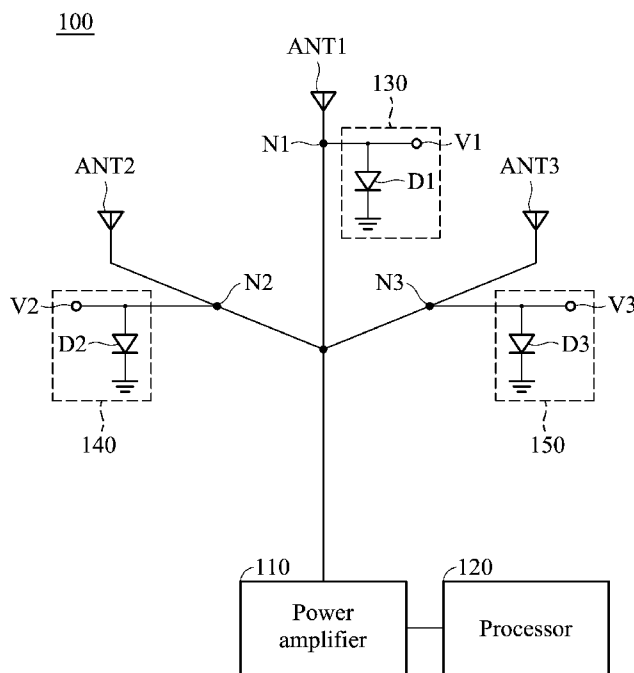 100
ANT1
130
N1
V1
D1
ANT2
ANT3
N2
N3
V2
V3
D2
D3
140
150
110
120
Power
amplifier
Processor